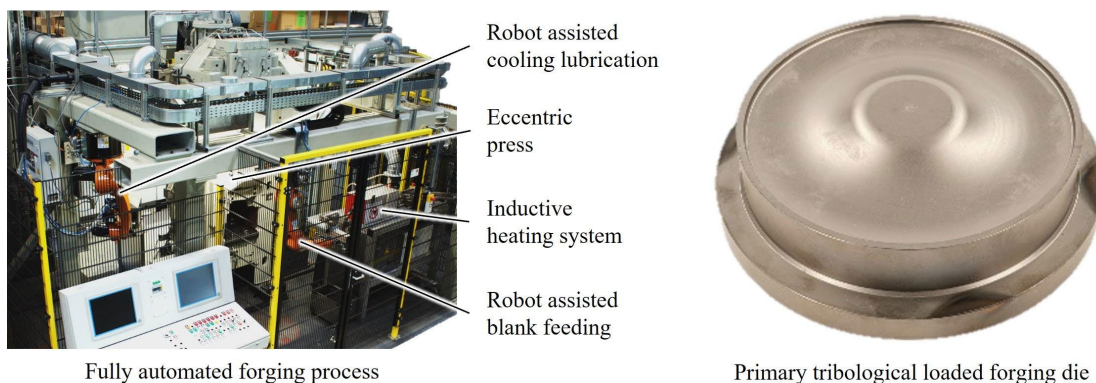 Robot assisted
cooling lubrication
Eccentric
press
Inductive
heating system
Robot assisted
blank feeding
Fully automated forging process
Primary tribological loaded forging die